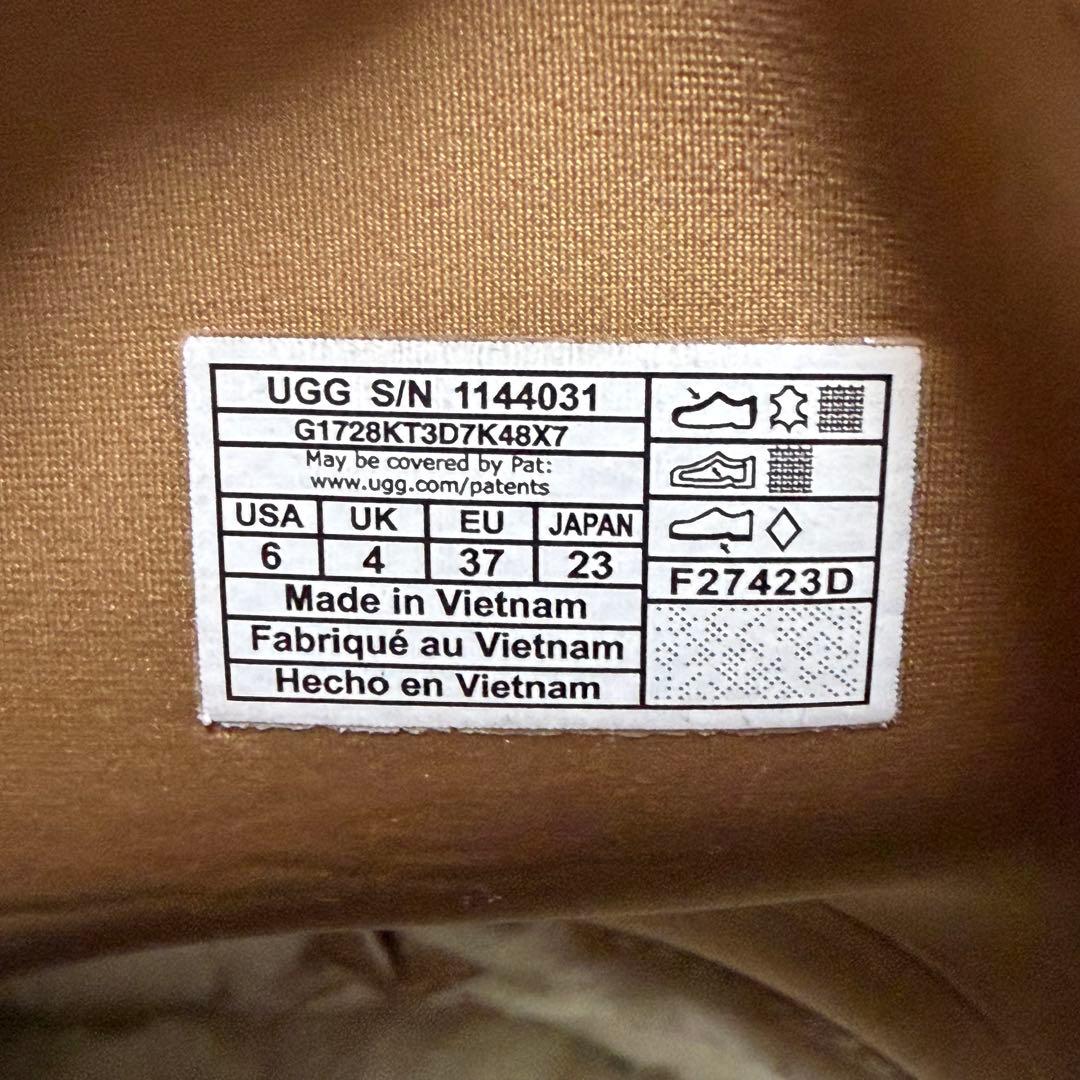 UGG S/N 1144031
G1728KT3D7K48X7
May be covered by Pat:
www.ugg.com/patents
USA UK EU JAPAN
6 4 37 23
Made in Vietnam
Fabriqué au Vietnam
Hecho en Vietnam
F27423D